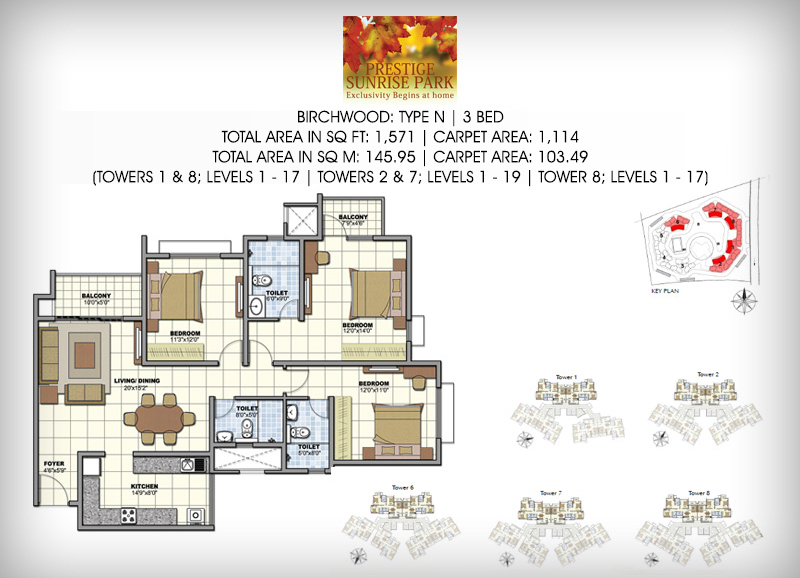 PRESTIGE
SUNRISE PARK
Exclusivity Begins at home
BIRCHWOOD: TYPE N | 3 BED
TOTAL AREA IN SQ FT: 1,571 | CARPET AREA: 1,114
TOTAL AREA IN SQ M: 145.95 | CARPET AREA: 103.49
(TOWERS 1 & 8; LEVELS 1 - 17 | TOWERS 2 & 7; LEVELS 1 - 19 | TOWER 8; LEVELS 1 - 17)
BALCONY
7'9"x4'6"
BALCONY
10'0"x5'0"
TOILET
6'0"x9'0"
BEDROOM
11'3"x12'0"
BEDROOM
12'0"x14'0"
KEY PLAN
LIVING/ DINING
20'x15'2"
BEDROOM
12'0"x11'0"
TOILET
8'0"x5'0"
TOILET
5'0"x8'0"
FOYER
4'6"x5'9"
KITCHEN
14'9"x8'0"
Tower 1
Tower 2
Tower 6
Tower 7
Tower 8